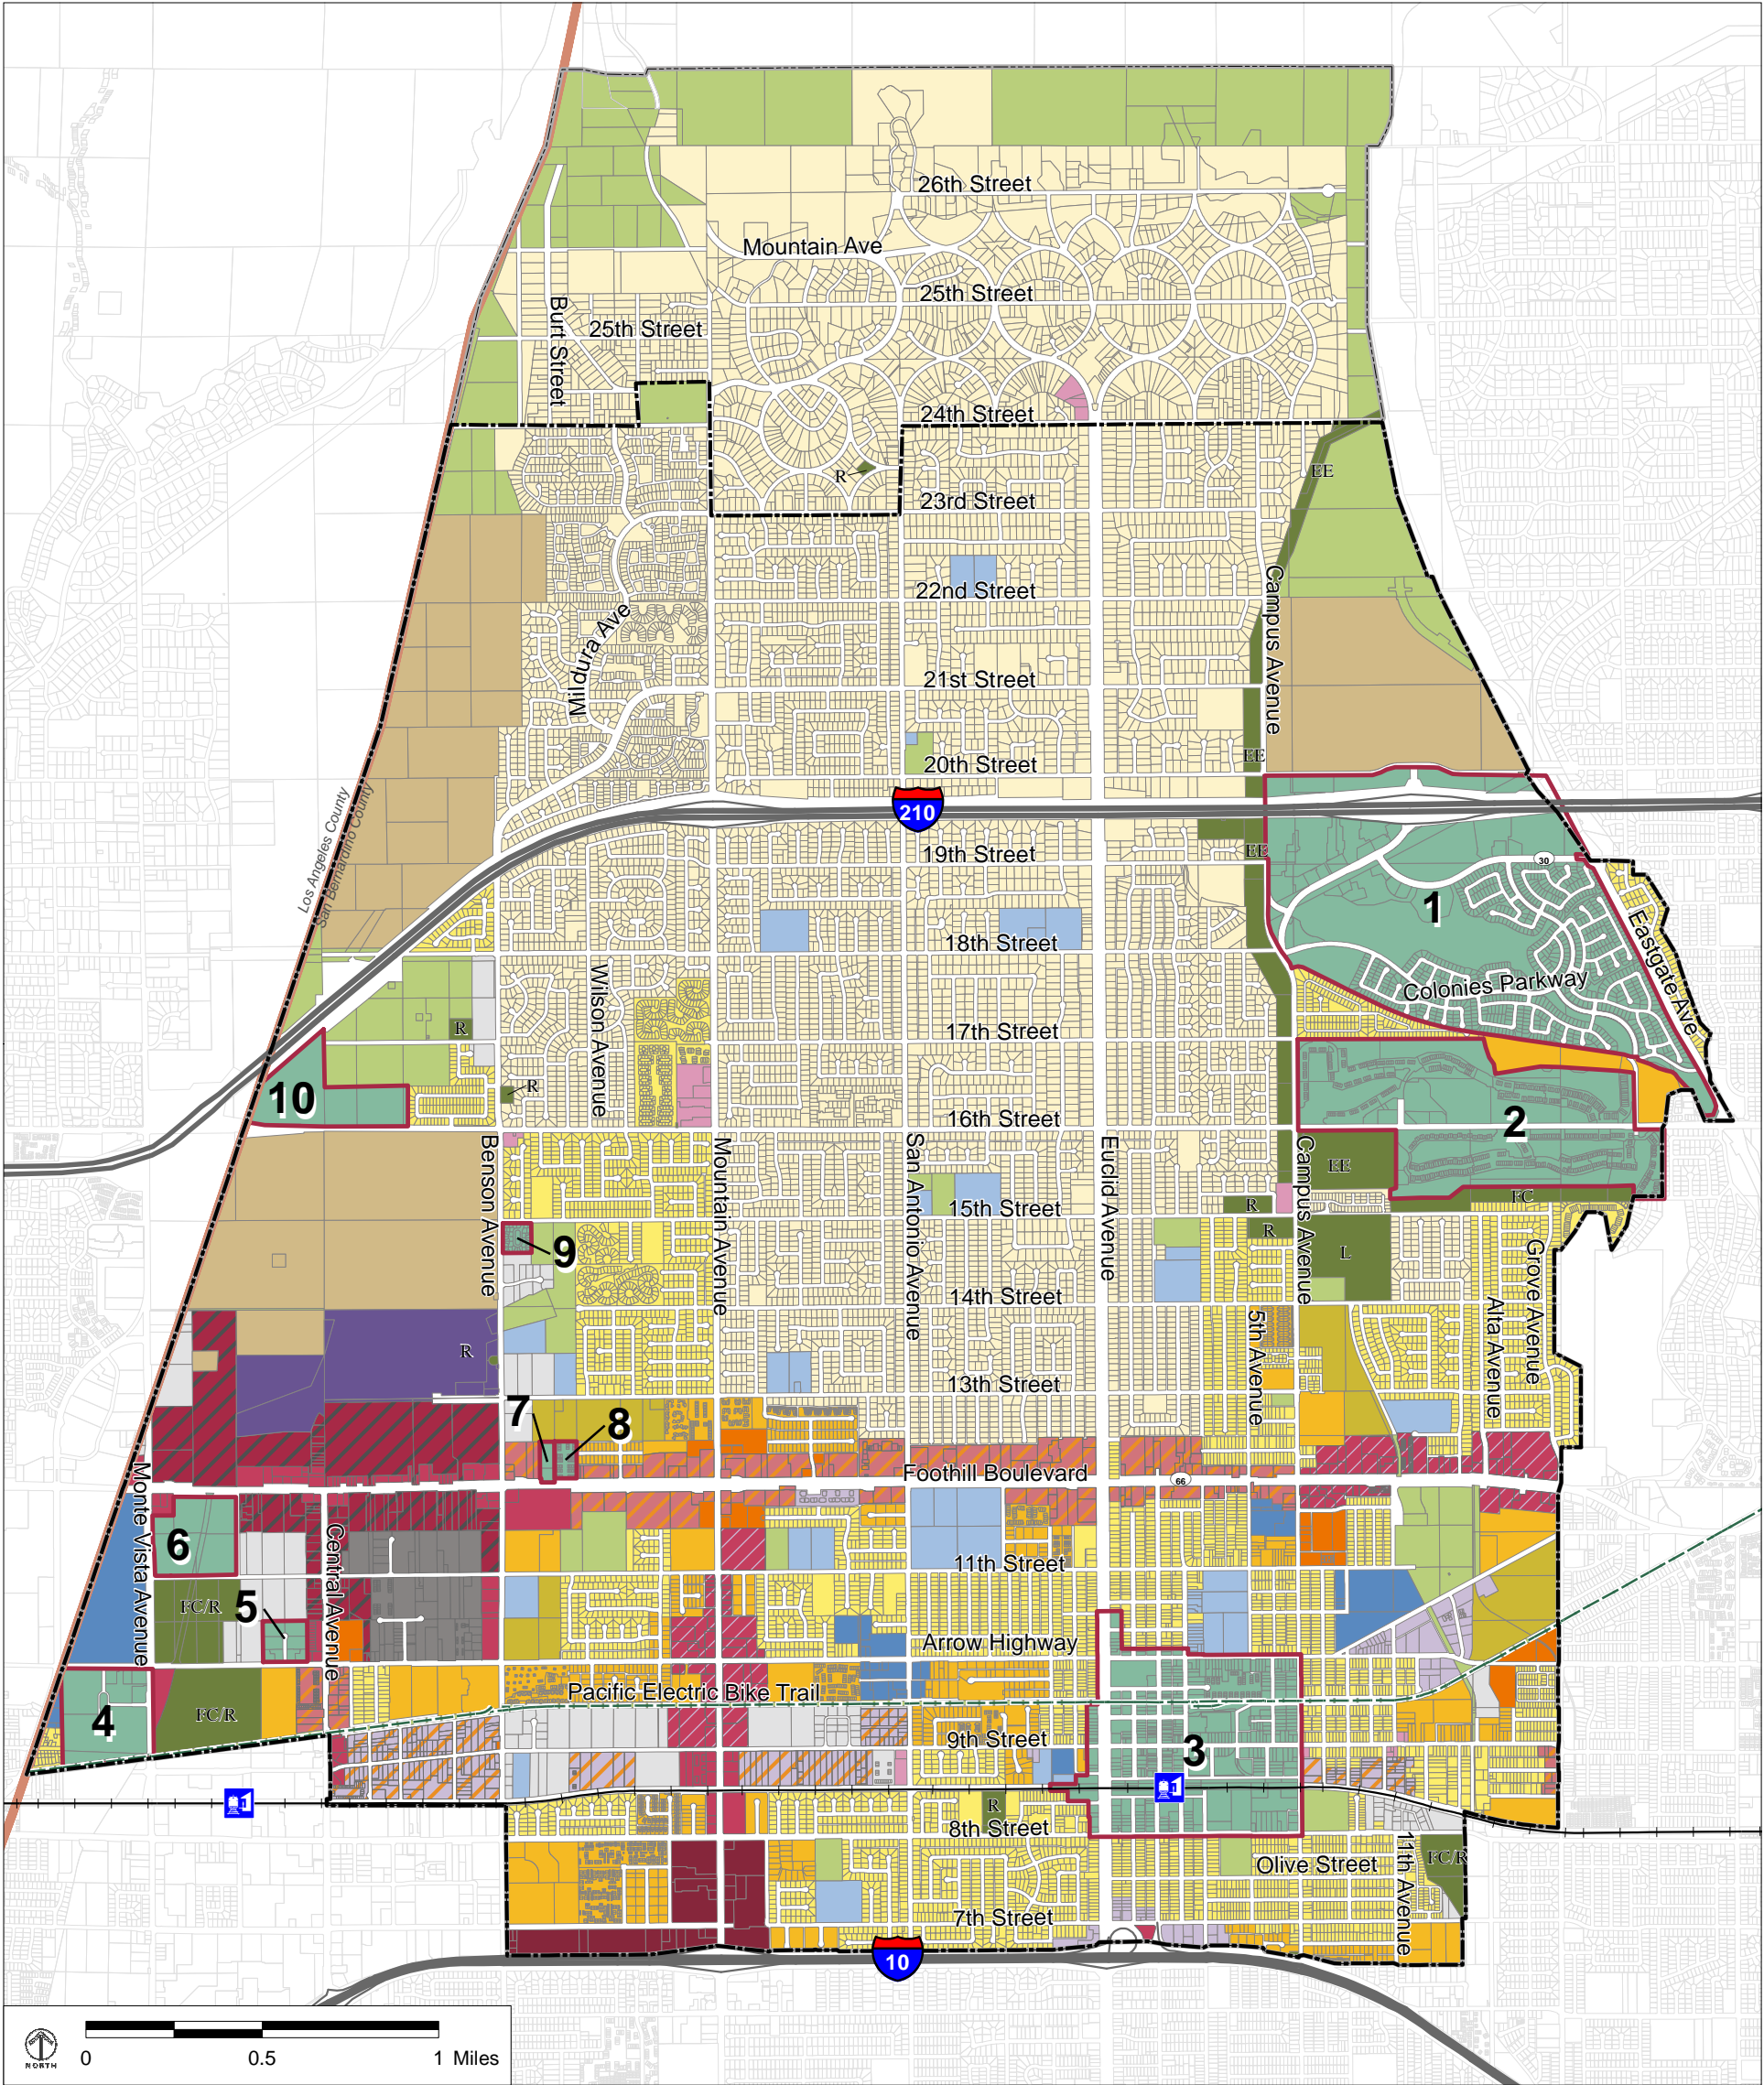 26th Street
Mountain Ave
25th Street
Burr Street
25th Street
24th Street
R
EE
23rd Street
22nd Street
Campus Avenue
Mildura Ave
21st Street
EE
20th Street
210
Los Angeles County
San Bernardino County
19th Street
EE
30
1
18th Street
Eastgate Ave
Wilson Avenue
Colonies Parkway
R
17th Street
10
R
16th Street
2
Benson Avenue
Mountain Avenue
San Antonio Avenue
Euclid Avenue
Campus Avenue
EE
15th Street
R
FC
R
L
9
Grove Avenue
14th Street
Alta Avenue
5th Avenue
R
13th Street
7
8
Foothill Boulevard
66
Monte Vista Avenue
Central Avenue
6
11th Street
FC/R
5
Arrow Highway
Pacific Electric Bike Trail
FC/R
4
9th Street
3
1
1
R
8th Street
11th Avenue
Olive Street
FC/R
7th Street
10
NORTH
0 0.5 1 Miles